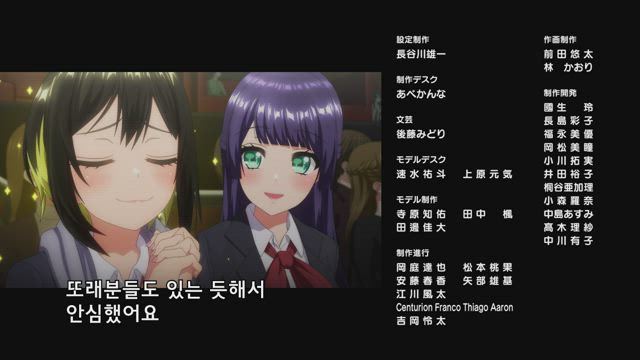 設定制作
長谷川雄一
制作デスク
あべかんな
文芸
後藤みどり
モデルデスク
速水祐斗 上原元気
モデル制作
寺原知佑 田中 楓
田邉佳大
制作進行
岡庭達也 松本桃果
安藤春香 矢部雄基
江川風太
Centurion Franco Thiago Aaron
吉岡怜太
作画制作
前田悠太
林 かおり
制作開発
國生 玲
長島彩子
福永美優
岡松美瞳
小川拓実
井田裕子
桐谷亜加理
小森羅奈
中島あすみ
髙木理紗
中川有子
또래분들도 있는 듯해서
안심했어요